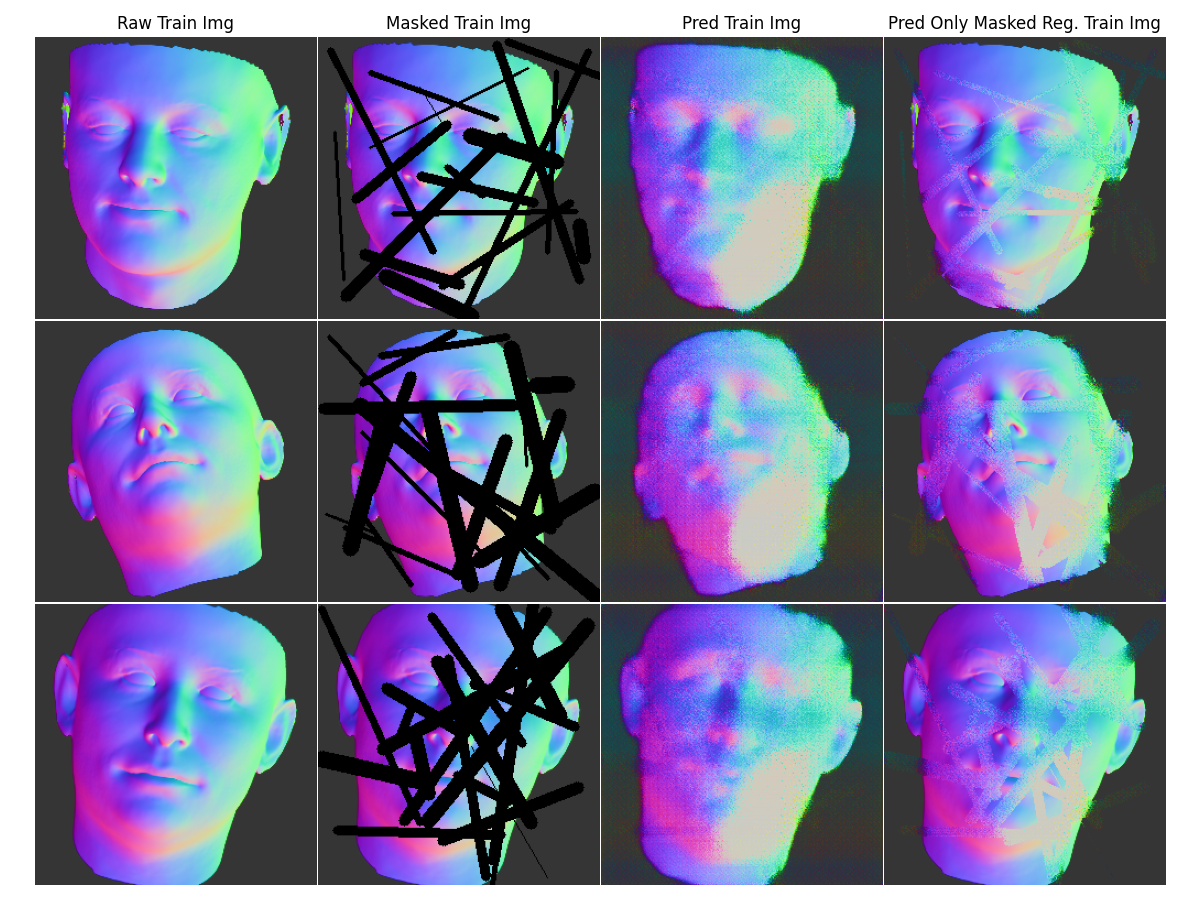 Raw Train Img
Masked Train Img
Pred Train Img
Pred Only Masked Reg. Train Img